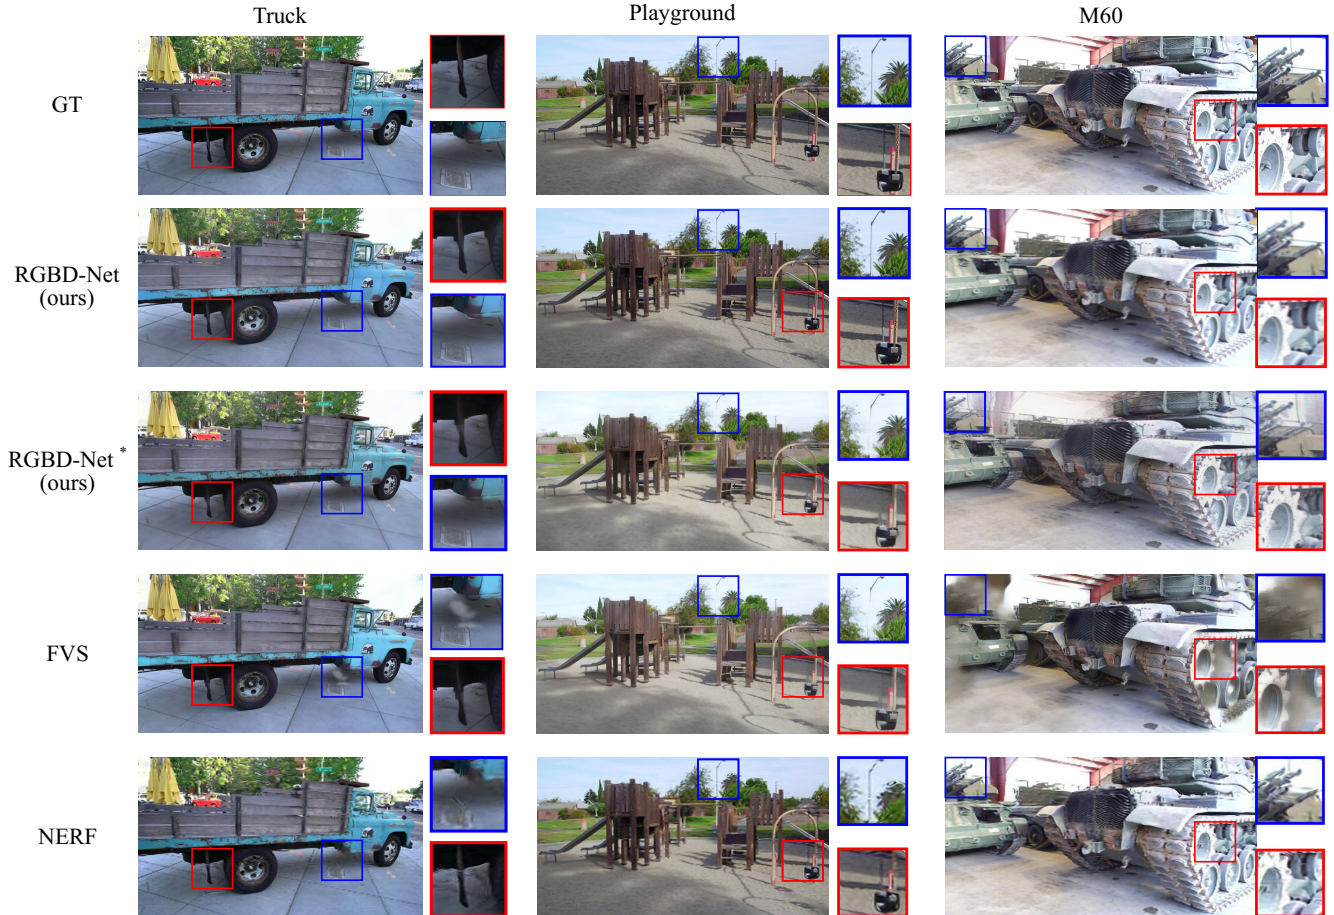 Truck Playground M60
GT
RGBD-Net
(ours)
RGBD-Net *
(ours)
FVS
NERF